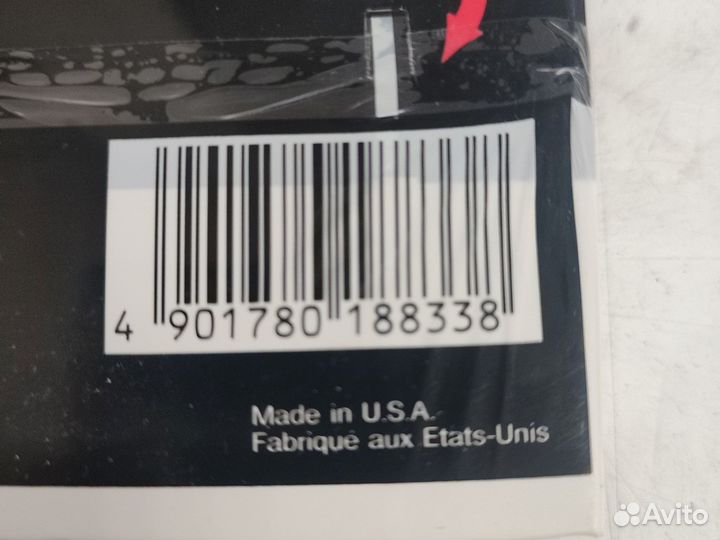 4 901780 188338
Made in U.S.A.
Fabriqué aux Etats-Unis
Avito